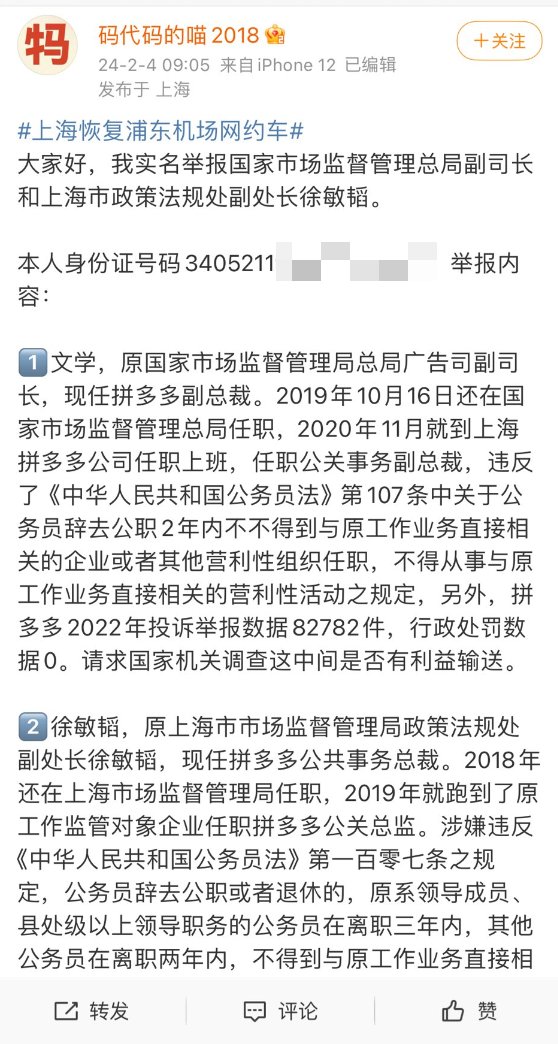 犸
码代码的喵2018
+关注
24-2-4 09:05 来自iPhone 12 已编辑
发布于 上海
#上海恢复浦东机场网约车#
大家好，我实名举报国家市场监督管理总局副司长
和上海市政策法规处副处长徐敏韬。
本人身份证号码3405211 举报内
容：
1 文学，原国家市场监督管理局总局广告司副司
长，现任拼多多副总裁。2019年10月16日还在国
家市场监督管理总局任职，2020年11月就到上海
拼多多公司任职上班，任职公关事务副总裁，违反
了《中华人民共和国公务员法》第107条中关于公
务员辞去公职2年内不不得到与原工作业务直接相
关的企业或者其他营利性组织任职，不得从事与原
工作业务直接相关的营利性活动之规定，另外，拼
多多2022年投诉举报数据82782件，行政处罚数
据0。请求国家机关调查这中间是否有利益输送。
2 徐敏韬，原上海市市场监督管理局政策法规处
副处长徐敏韬，现任拼多多公共事务总裁。2018年
还在上海市场监督管理局任职，2019年就跑到了原
工作监管对象企业任职拼多多公关总监。涉嫌违反
《中华人民共和国公务员法》第一百零七条之规
定，公务员辞去公职或者退休的，原系领导成员、
县处级以上领导职务的公务员在离职三年内，其他
公务员在离职两年内，不得到与原工作业务直接相
转发 评论 赞